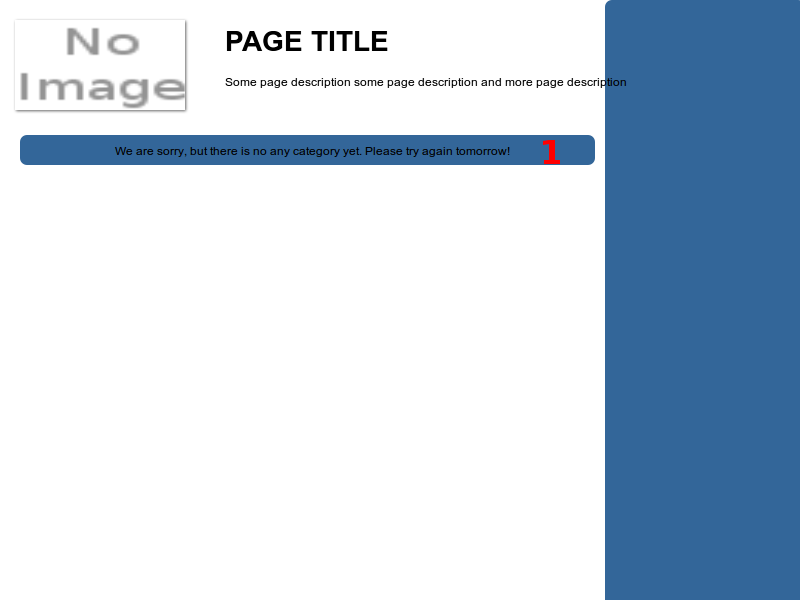 No
Image
PAGE TITLE
Some page description some page description and more page description
We are sorry, but there is no any category yet. Please try again tomorrow!
1